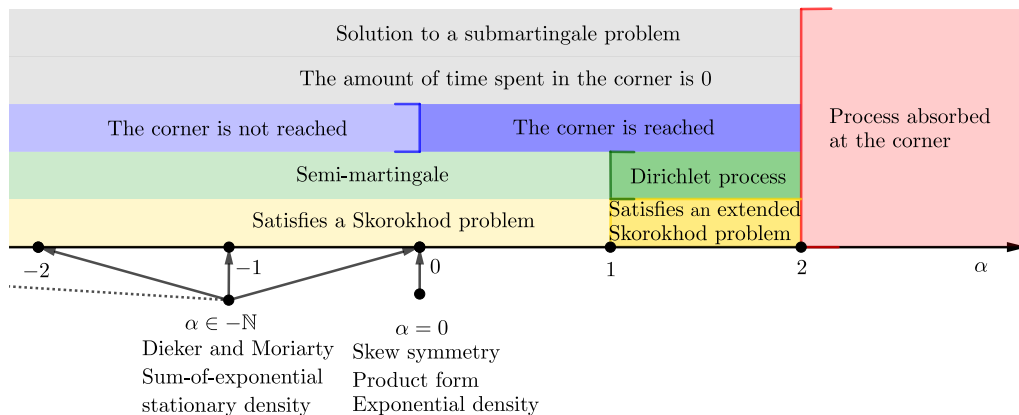 Solution to a submartingale problem
The amount of time spent in the corner is 0
The corner is not reached
The corner is reached
Process absorbed
at the corner
Semi-martingale
Dirichlet process
Satisfies a Skorokhod problem
Satisfies an extended
Skorokhod problem
−2
−1
0
1
2
α
α ∈ −ℕ
Dieker and Moriarty
Sum-of-exponential
stationary density
α = 0
Skew symmetry
Product form
Exponential density